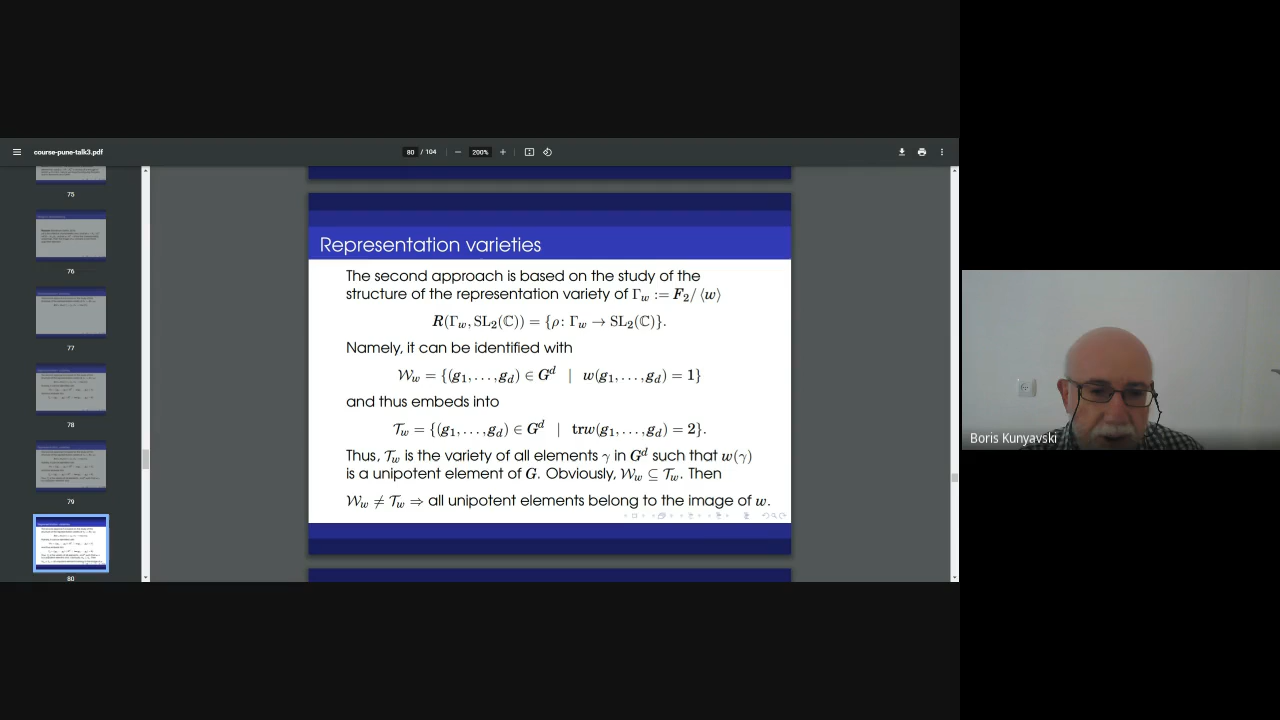 course-pune-talk3.pdf
80 / 104
200%
75
76
77
78
79
80
Representation varieties
The second approach is based on the study of the
structure of the representation variety of Γ_w := F_2/ ⟨w⟩
R(Γ_w, SL_2(ℂ)) = {ρ: Γ_w → SL_2(ℂ)}.
Namely, it can be identified with
𝒲_w = {(g_1,...,g_d) ∈ G^d | w(g_1,...,g_d) = 1}
and thus emeds into
𝒯_w = {(g_1,...,g_d) ∈ G^d | trw(g_1,...,g_d) = 2}.
Thus, 𝒯_w is the variety of all elements γ in G^d such that w(γ)
is a unipotent element of G. Obviously, 𝒲_w ⊆ 𝒯_w. Then
𝒲_w ≠ 𝒯_w ⇒ all unipotent elements belong to the image of w.
Boris Kunyavski